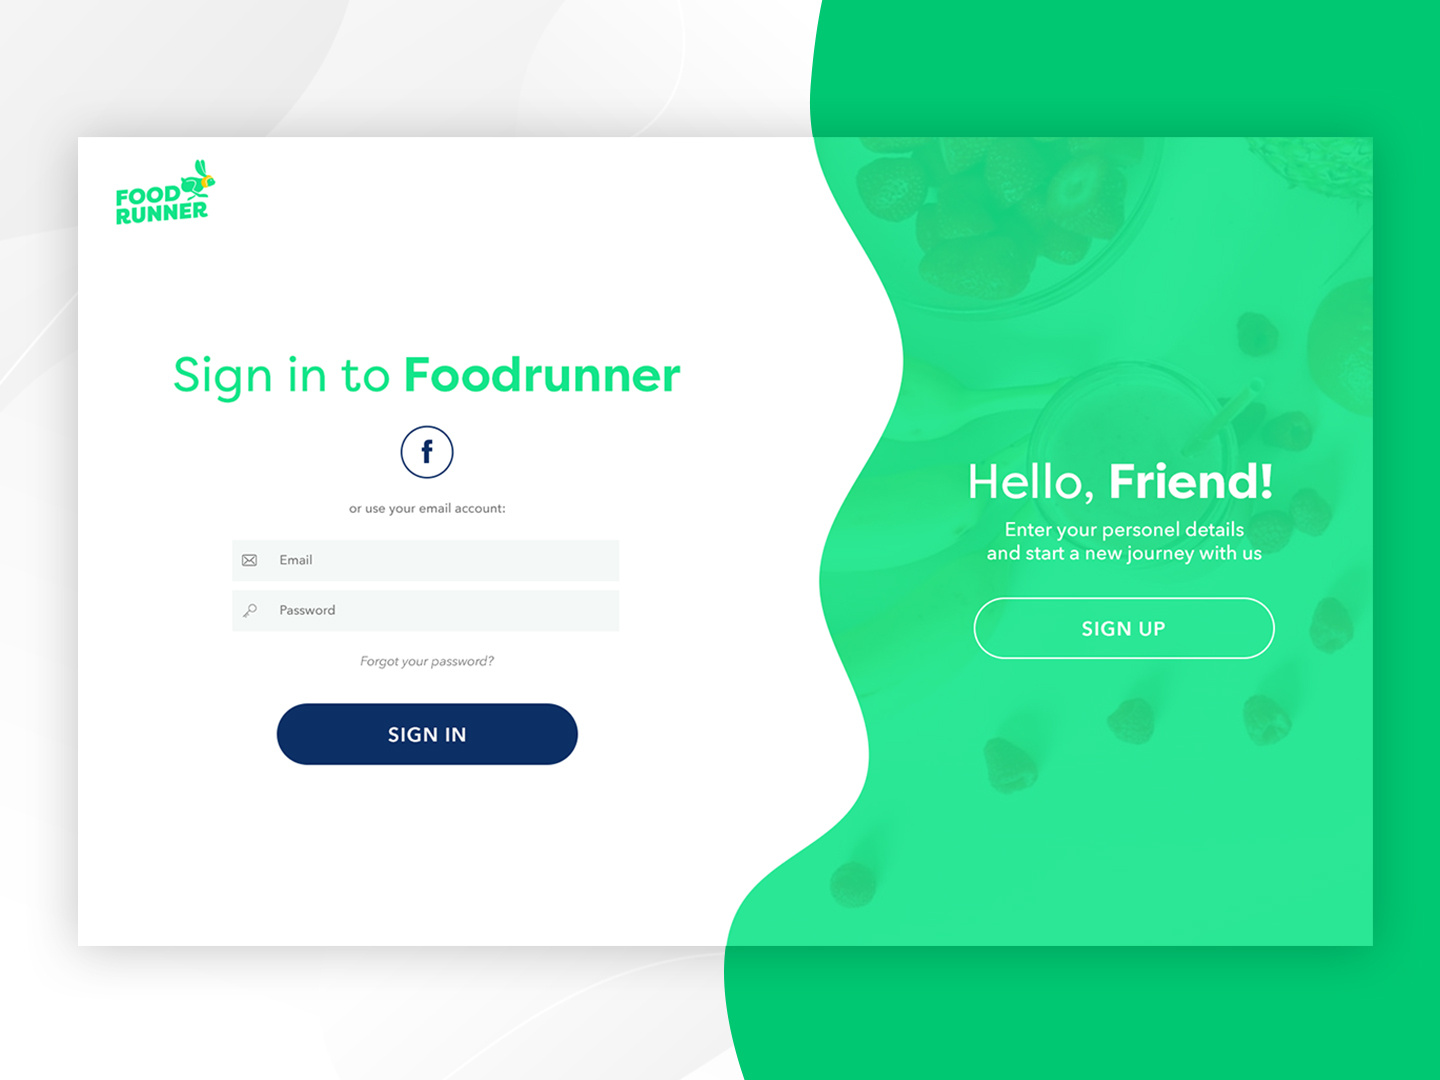 FOOD
RUNNER
Sign in to Foodrunner
f
or use your email account:
Email
Password
Forgot your password?
SIGN IN
Hello, Friend!
Enter your personel details
and start a new journey with us
SIGN UP